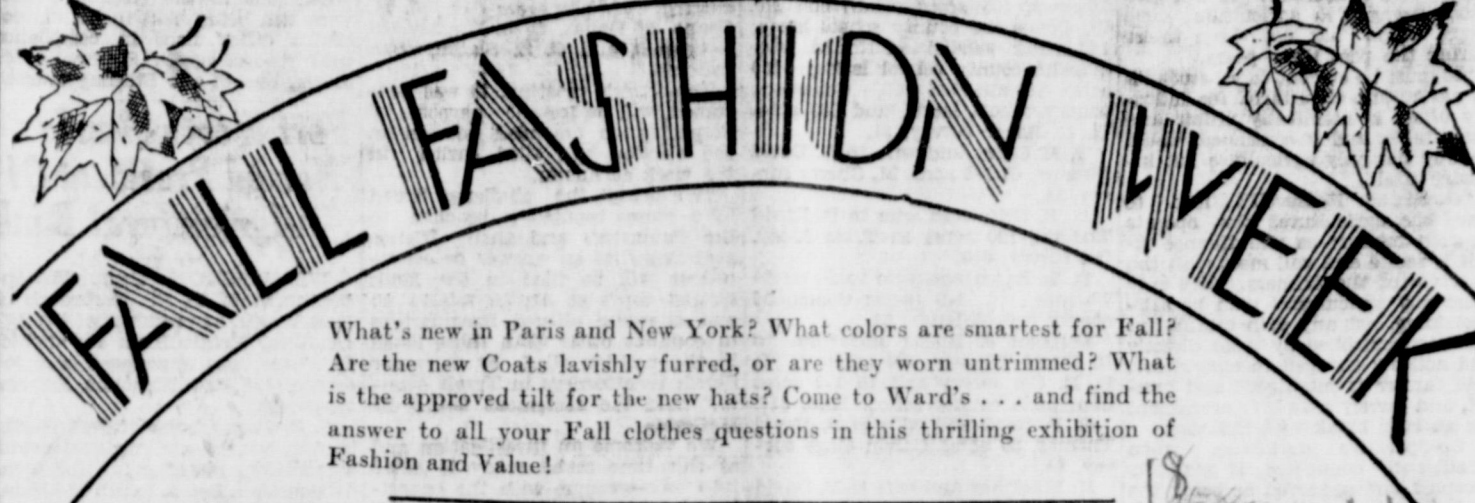 FALL FASHION WEEK
What's new in Paris and New York? What colors are smartest for Fall?
Are the new Coats lavishly furred, or are they worn untrimmed? What
is the approved tilt for the new hats? Come to Ward's . . . and find the
answer to all your Fall clothes questions in this thrilling exhibition of
Fashion and Value!